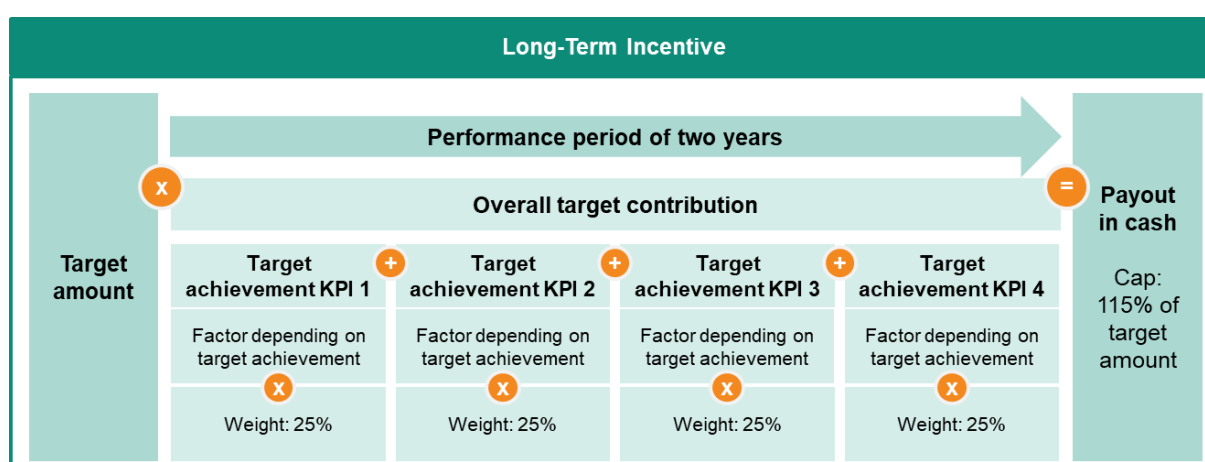 Long-Term Incentive
Performance period of two years
x
=
Overall target contribution
Target
amount
Payout
in cash
Cap:
115% of
target
amount
Target
achievement KPI 1
+
Target
achievement KPI 2
+
Target
achievement KPI 3
+
Target
achievement KPI 4
Factor depending on
target achievement
Factor depending on
target achievement
Factor depending on
target achievement
Factor depending on
target achievement
x
x
x
x
Weight: 25%
Weight: 25%
Weight: 25%
Weight: 25%